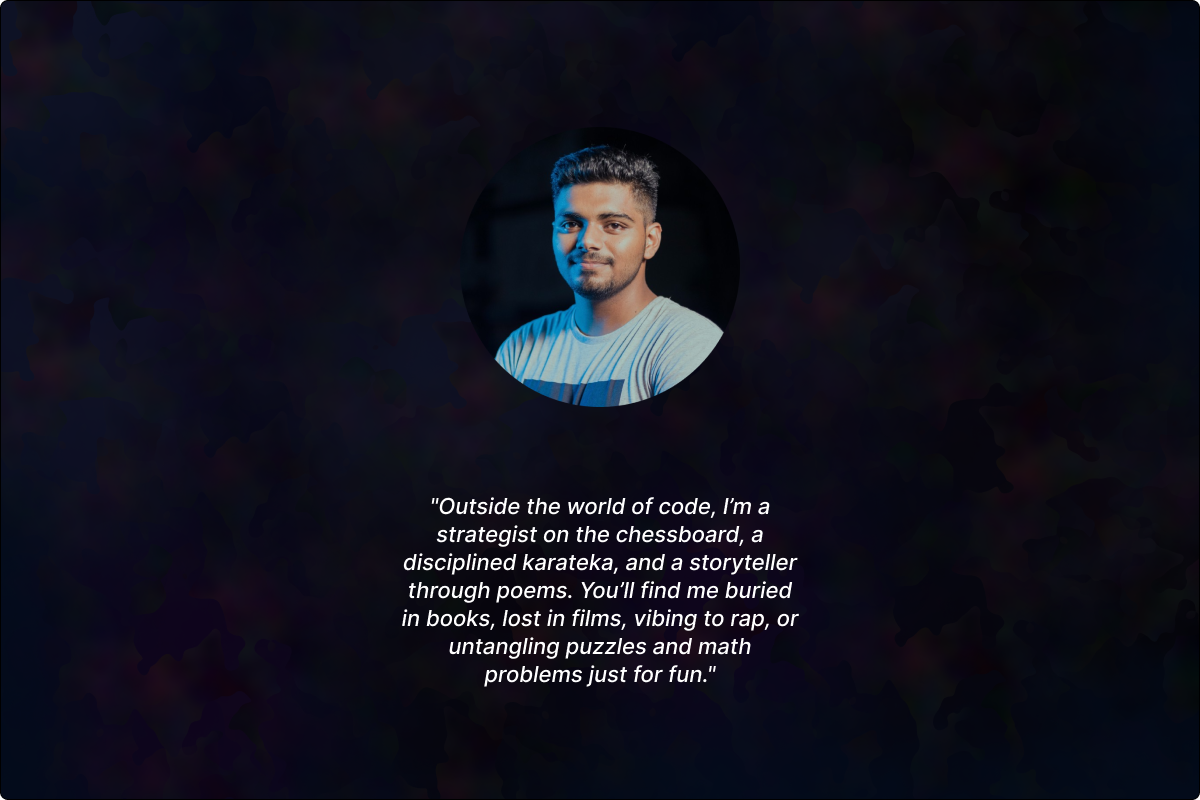 "Outside the world of code, I’m a
strategist on the chessboard, a
disciplined karateka, and a storyteller
through poems. You’ll find me buried
in books, lost in films, vibing to rap, or
untangling puzzles and math
problems just for fun."